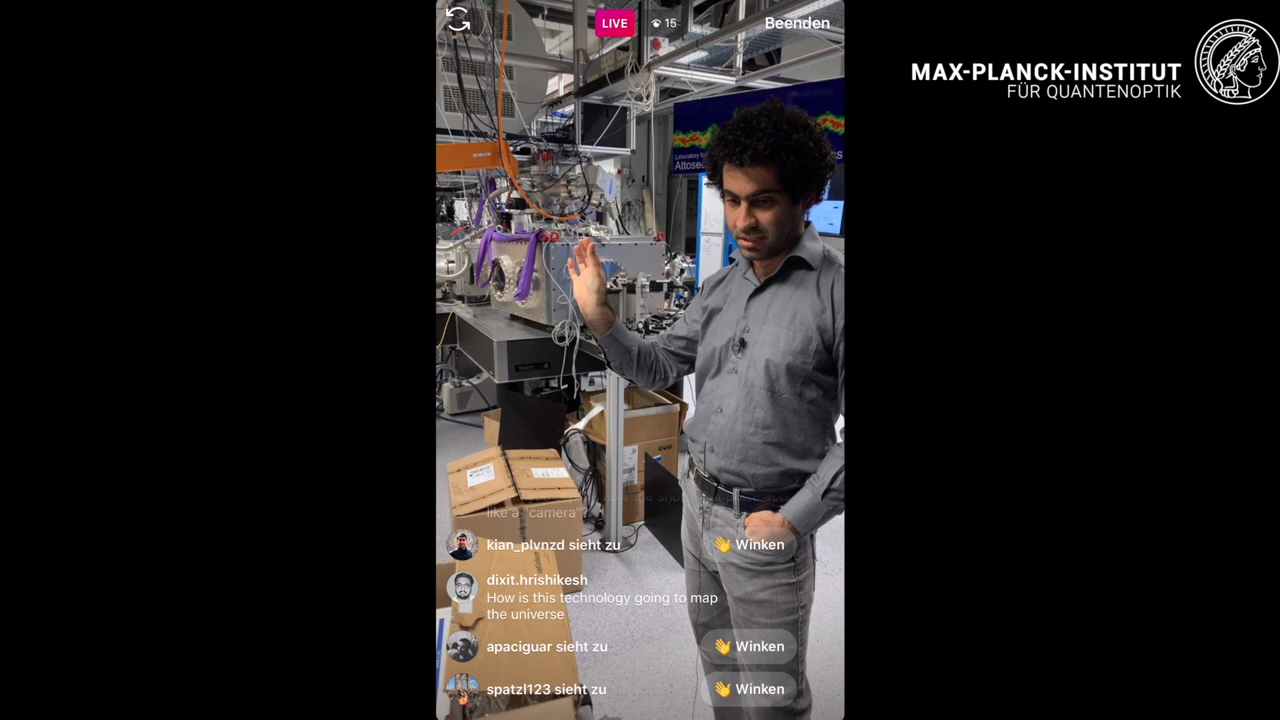 LIVE
15
Beenden
MAX-PLANCK-INSTITUT
FÜR QUANTENOPTIK
Laboratory for
Attosec
es
like a "camera"?
kian_plvnzd sieht zu
Winken
dixit.hrishikesh
How is this technology going to map
the universe
apaciguar sieht zu
Winken
spatzl123 sieht zu
Winken